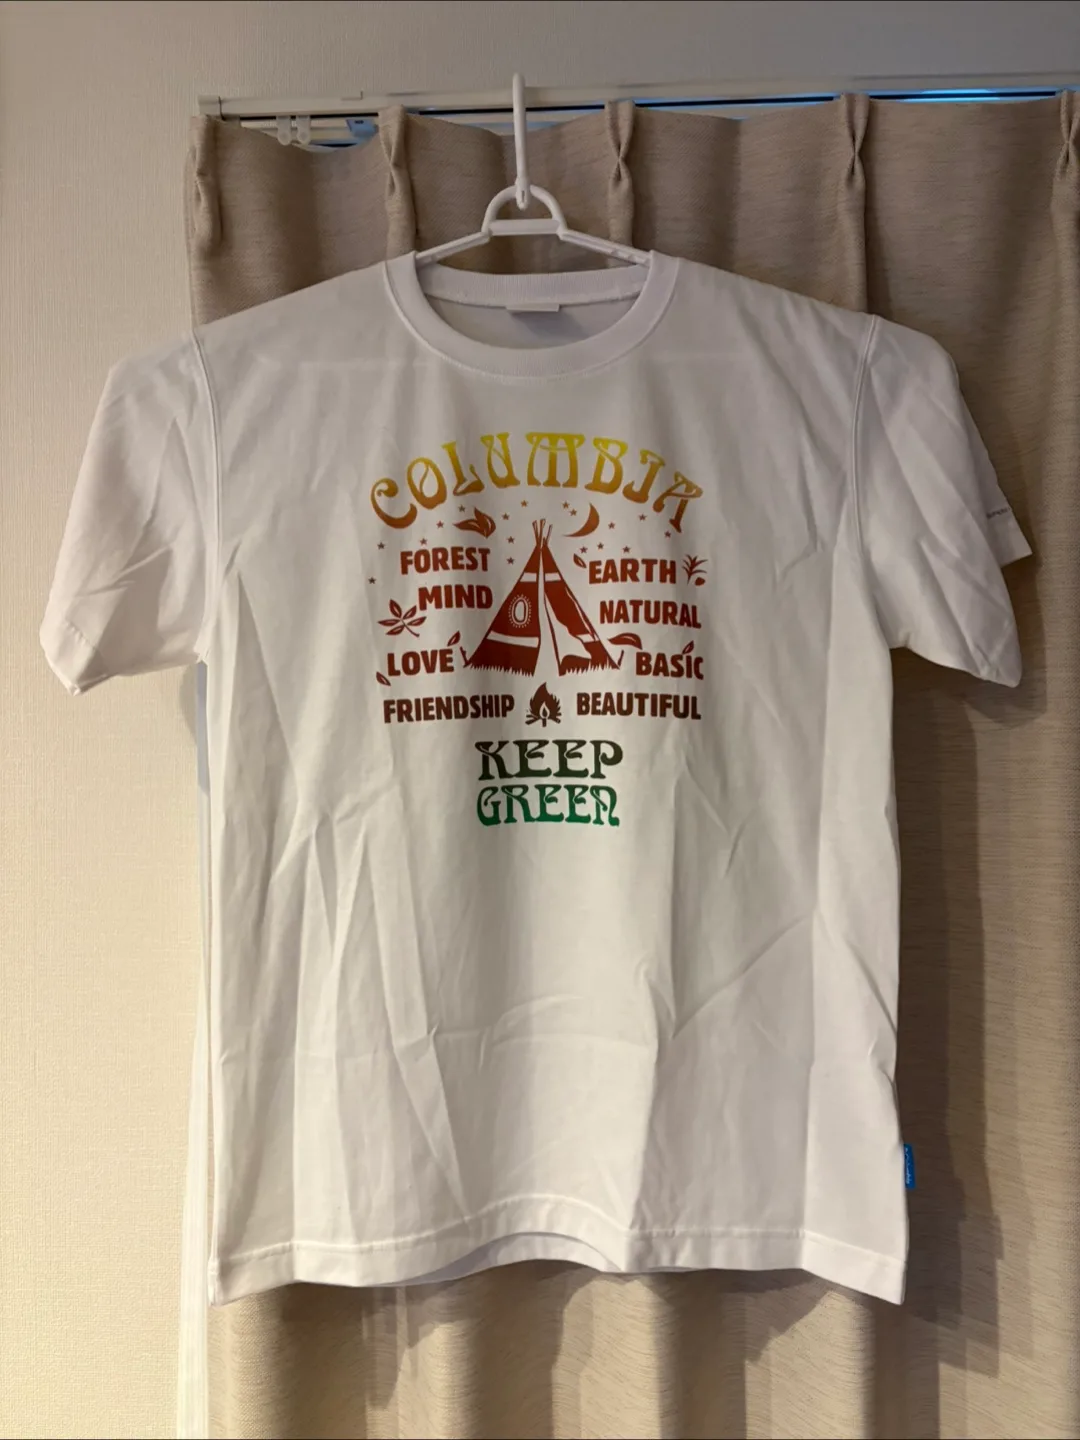 COLUMBIA
FOREST
EARTH
MIND
NATURAL
LOVE
BASIC
FRIENDSHIP
BEAUTIFUL
KEEP
GREEN